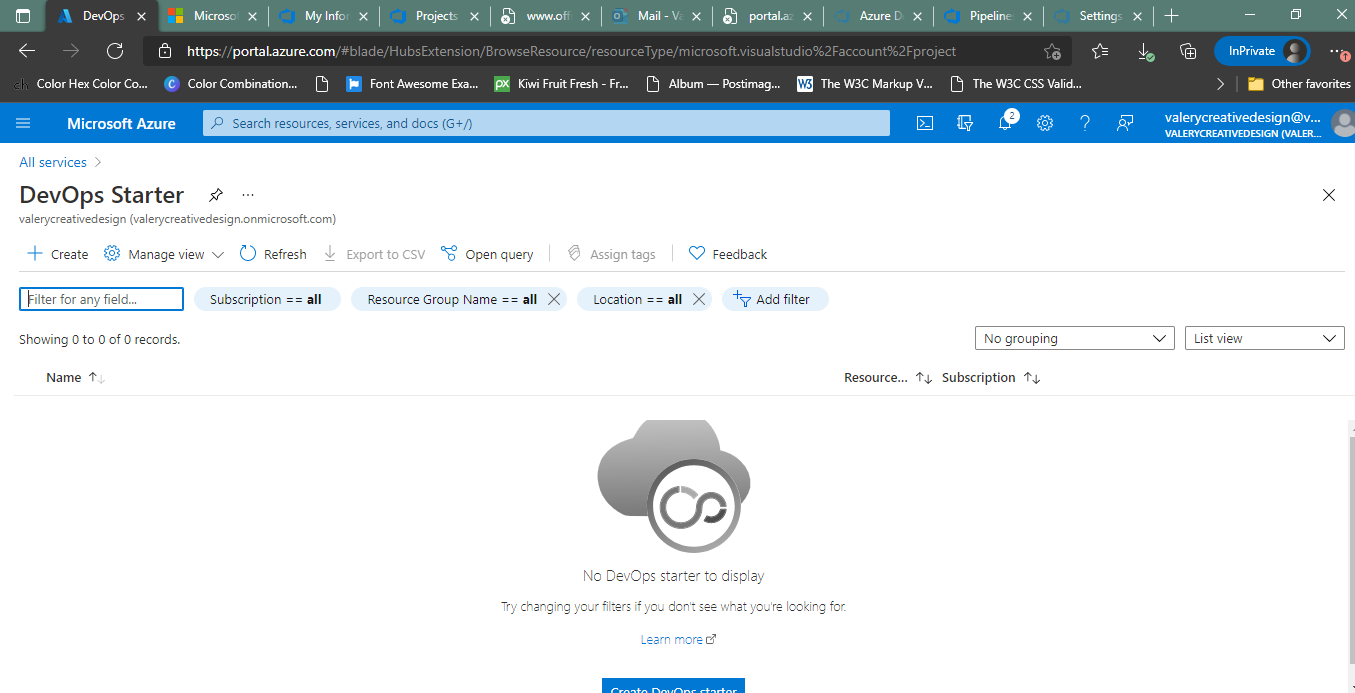 DevOps Microsof My Infor Projects www.off Mail - Va portal.az Azure D Pipeline Settings
https://portal.azure.com/#blade/HubsExtension/BrowseResource/resourceType/microsoft.visualstudio%2Faccount%2Fproject InPrivate
ch Color Hex Color Co... C Color Combination... Font Awesome Exa... px Kiwi Fruit Fresh - Fr... Album — Postimag... W3 The W3C Markup V... The W3C CSS Valid... Other favorites
Microsoft Azure Search resources, services, and docs (G+/) 2 valerycreativedesign@v...
VALERYCREATIVEDESIGN (VALER...
All services
DevOps Starter ...
valerycreativedesign (valerycreativedesign.onmicrosoft.com)
Create Manage view Refresh Export to CSV Open query Assign tags Feedback
Filter for any field... Subscription == all Resource Group Name == all Location == all Add filter
Showing 0 to 0 of 0 records. No grouping List view
Name Resource... Subscription
No DevOps starter to display
Try changing your filters if you don't see what you're looking for.
Learn more
Create DevOps starter